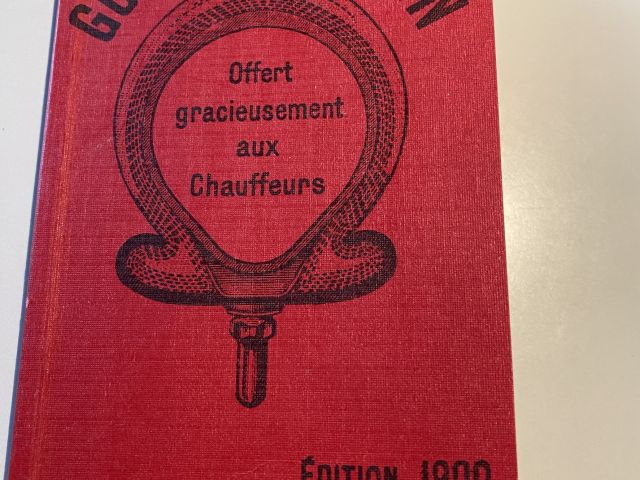 Offert
gracieusement
aux
Chauffeurs
ÉDITION 1900